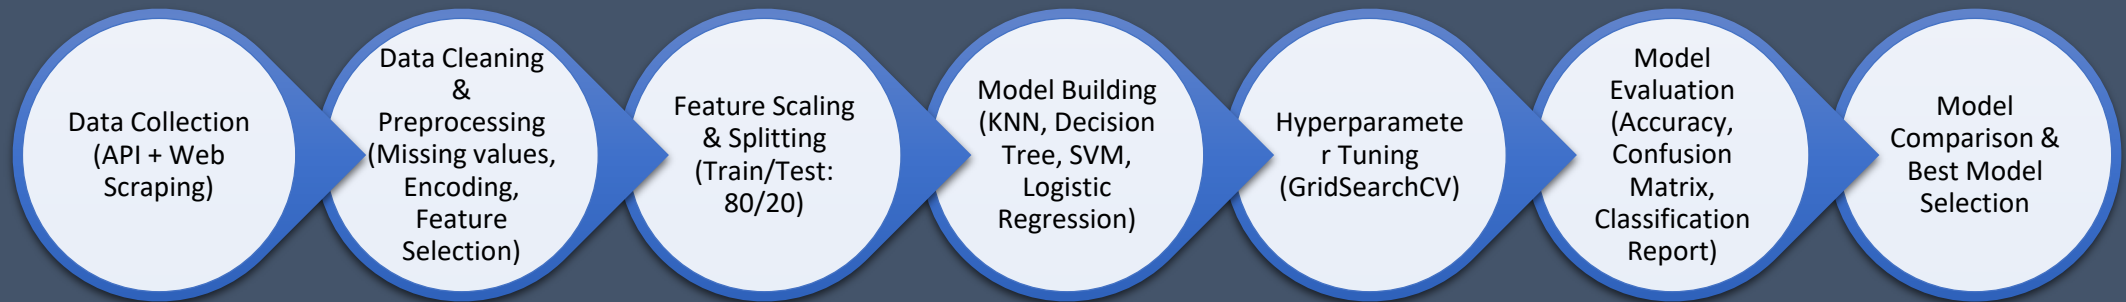 Data Collection
(API + Web
Scraping)
Data Cleaning
&
Preprocessing
(Missing values,
Encoding,
Feature
Selection)
Feature Scaling
& Splitting
(Train/Test:
80/20)
Model Building
(KNN, Decision
Tree, SVM,
Logistic
Regression)
Hyperparamete
r Tuning
(GridSearchCV)
Model
Evaluation
(Accuracy,
Confusion
Matrix,
Classification
Report)
Model
Comparison &
Best Model
Selection